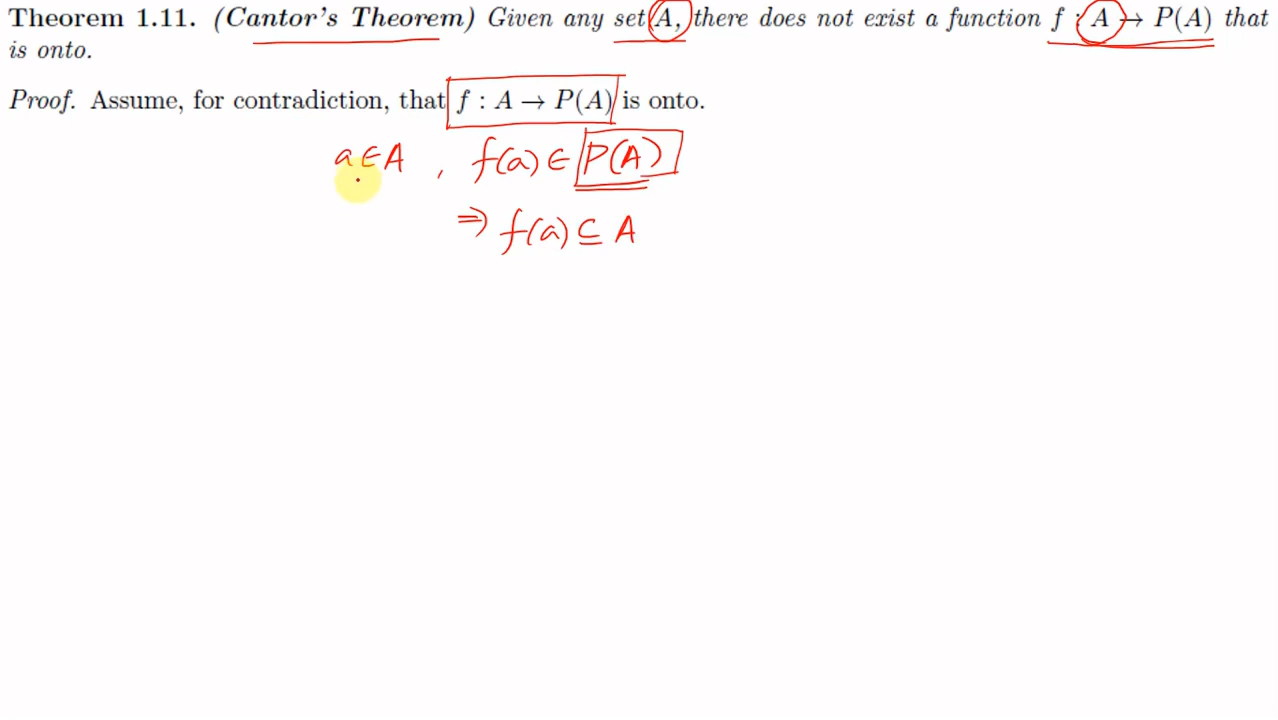 Theorem 1.11. (Cantor's Theorem) Given any set A, there does not exist a function f : A → P(A) that
is onto.
Proof. Assume, for contradiction, that f : A → P(A) is onto.
a ∈ A , f(a) ∈ P(A)
⇒ f(a) ⊆ A